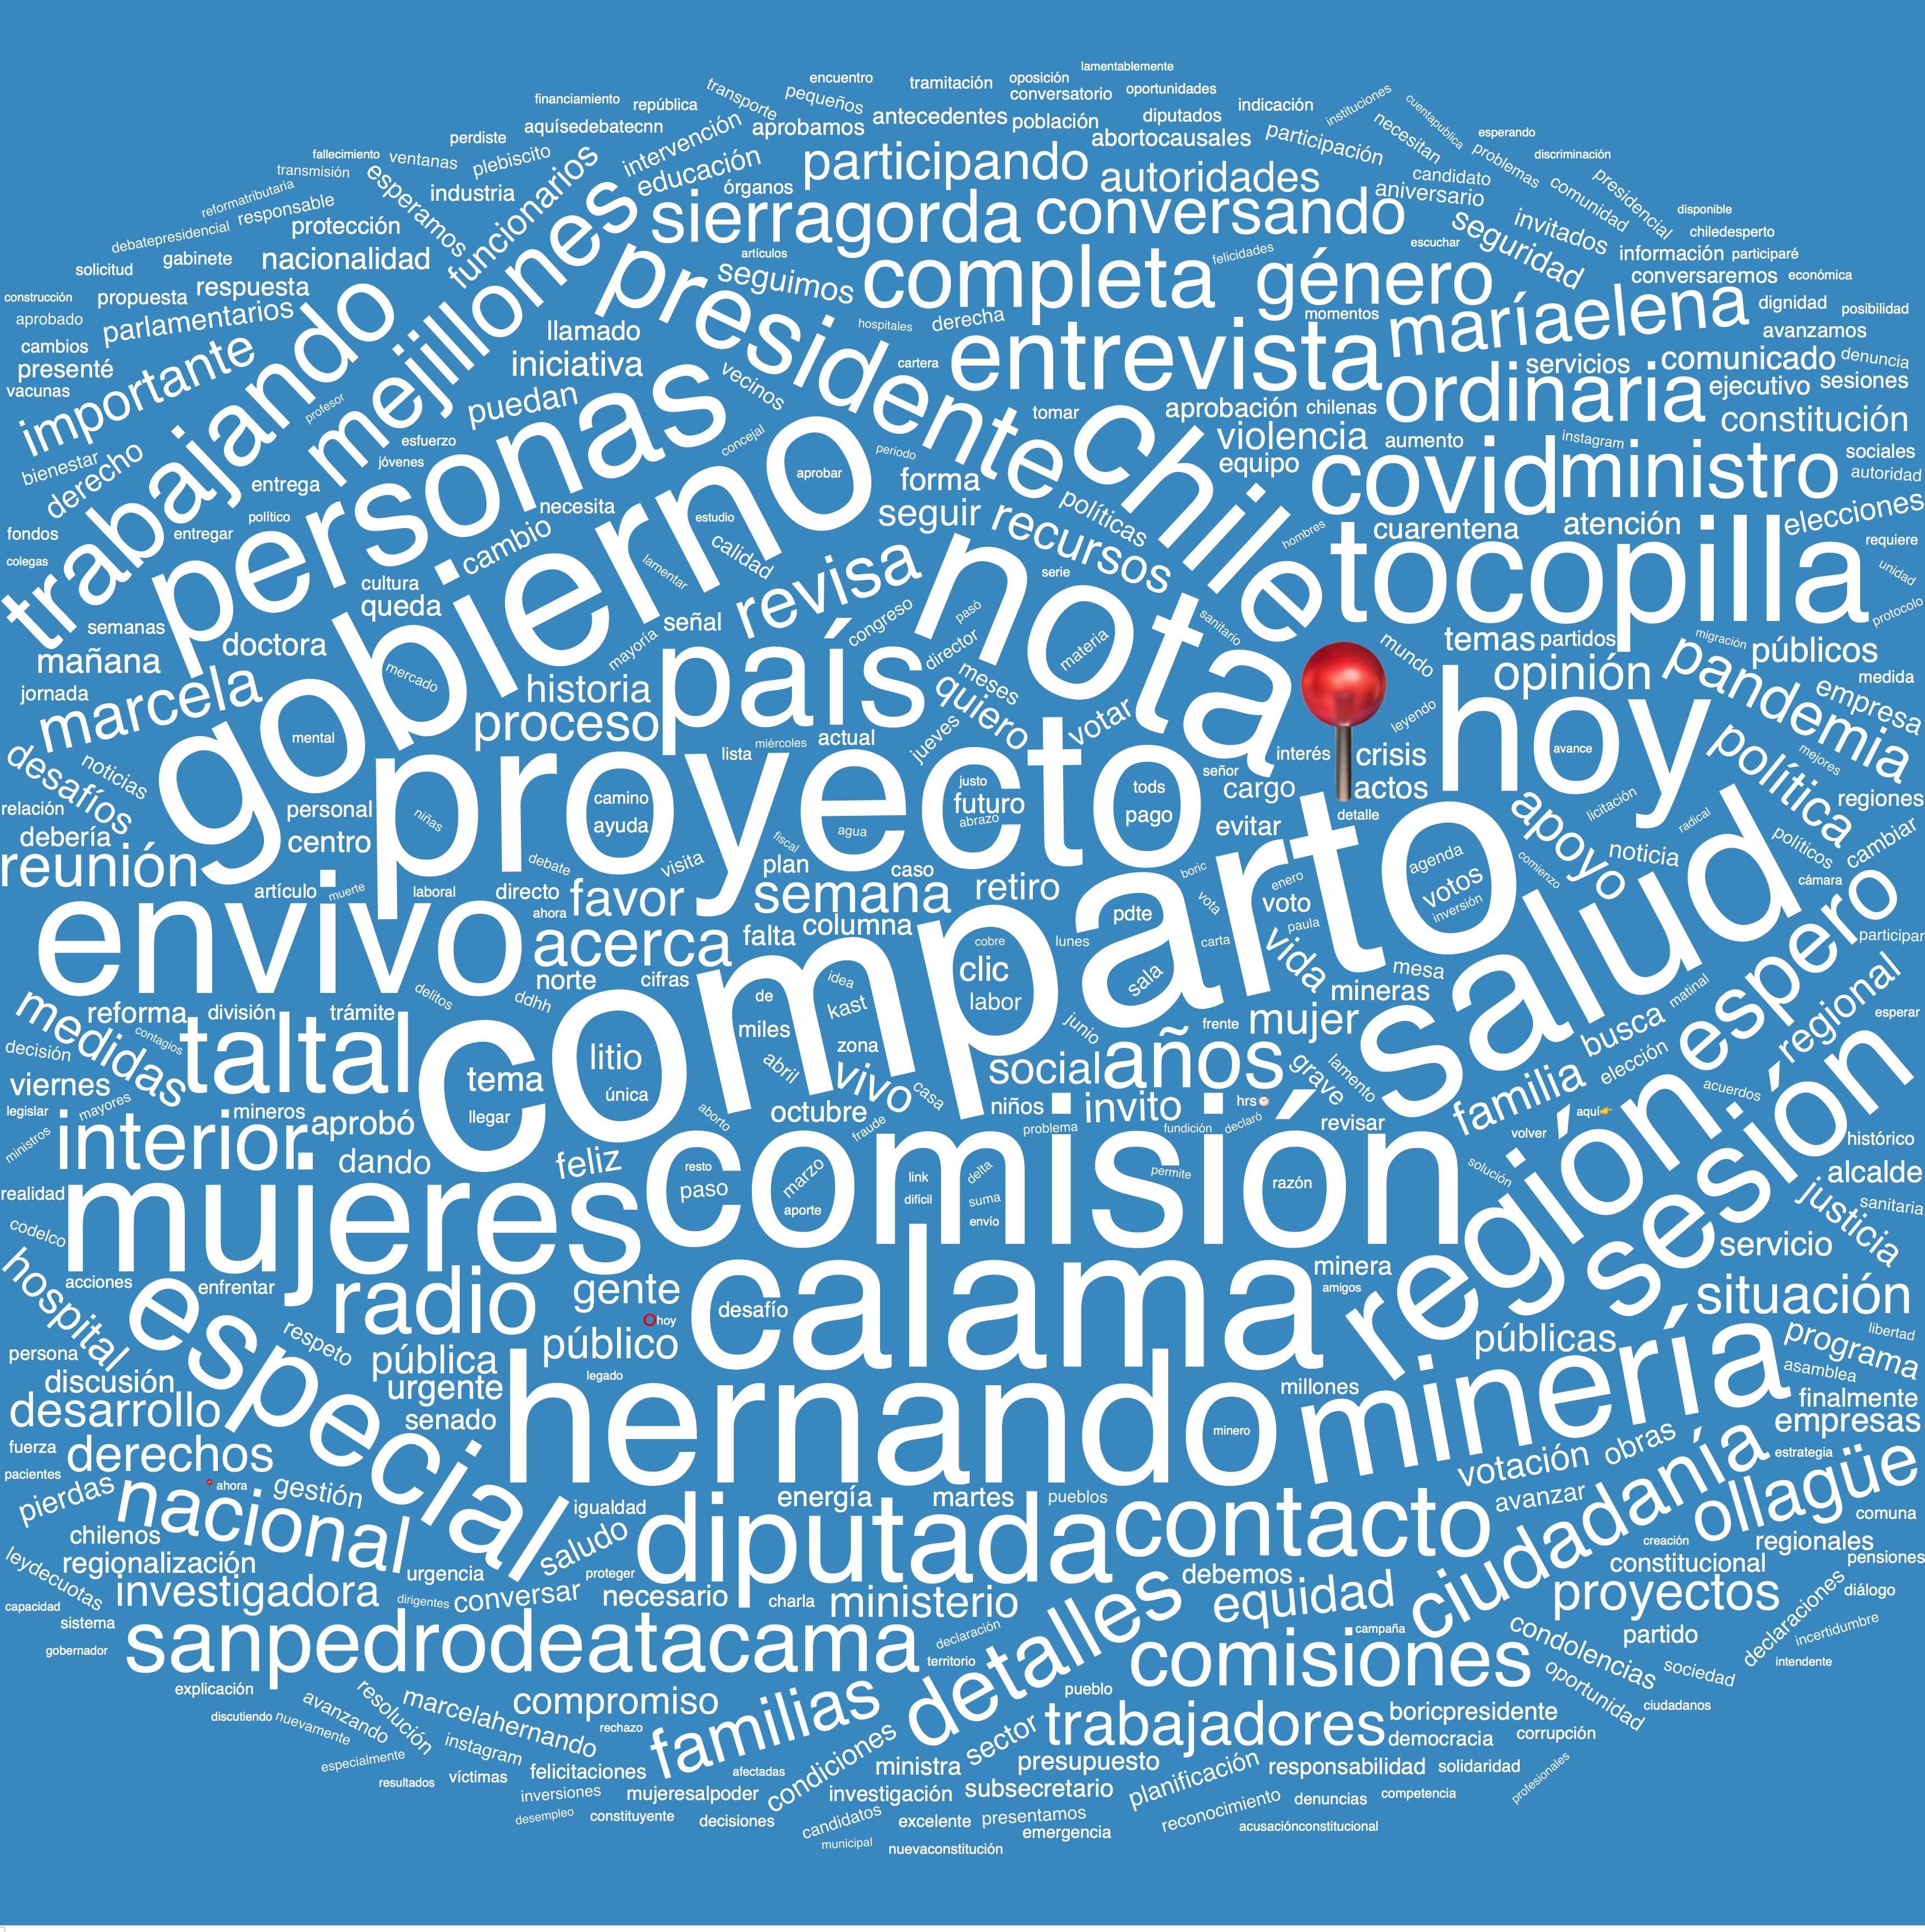 lamentablemente
encuentro
tramitación
oposición
conversatorio
oportunidades
transporte
pequeños
financiamiento
república
indicación
instituciones
cuentapublica
aquísedebatecnn
perdiste
intervención
aprobamos
antecedentes
población
diputados
abortocausales
participación
necesitan
esperando
problemas
discriminación
fallecimiento
ventanas
plebiscito
transmisión
esperamos
funcionarios
educación
órganos
participando
autoridades
candidato
aniversario
comunidad
presidencial
reformatributaria
responsable
industria
debatepresidencial
protección
sierragorda
conversando
seguridad
invitados
disponible
chiledesperto
solicitud
gabinete
nacionalidad
mejillones
artículos
felicidades
escuchar
información
participaré
construcción
propuesta
respuesta
presidente
seguimos
completa
género
conversaremos
económica
aprobado
parlamentarios
trabajando
llamado
hospitales
derecha
momentos
maríaelena
dignidad
posibilidad
cambios
presenté
vacunas
importante
iniciativa
vecinos
cartera
entrevista
servicios
comunicado
avanzamos
denuncia
profesor
puedan
personas
tomar
chile
aprobación
chilenas
ordinaria
ejecutivo
sesiones
constitución
bienestar
derecho
esfuerzo
jóvenes
concejal
gobierno
aprobar
periodo
violencia
aumento
instagram
sociales
entrega
equipo
covid
ministro
autoridad
fondos
político
entregar
necesita
estudio
forma
seguir
recursos
políticas
hombres
cuarentena
atención
elecciones
requiere
colegas
cambio
lamentar
calidad
revisa
nota
serie
tocopilla
unidad
cultura
queda
semanas
doctora
mañana
señal
mayoría
congreso
pasó
materia
sanitario
mundo
temas
partidos
migración
públicos
protocolo
jornada
marcela
mercado
historia
país
director
meses
quiero
📍
hoy
opinión
pandemia
medida
empresa
mental
proceso
jueves
votar
leyendo
desafíos
noticias
lista
miércoles
actual
interés
crisis
avance
política
mejores
relación
debería
personal
niñas
proyecto
camino
ayuda
justo
futuro
abrazo
tods
pago
señor
cargo
actos
detalle
licitación
radical
regiones
reunión
centro
debate
visita
fiscal
agua
plan
caso
evitar
comparto
apoyo
noticia
políticos
cambiar
artículo
muerte
laboral
directo
ahora
favor
semana
retiro
boric
enero
agenda
votos
inversión
comienzo
salud
cámara
envivo
acerca
falta
columna
pdte
vota
voto
paula
espero
participar
norte
cifras
cobre
clic
labor
lunes
carta
sala
vida
mesa
mineras
matinal
regional
medidas
reforma
división
trámite
delitos
ddhh
de
miles
idea
kast
junio
frente
mujer
busca
esperar
decisión
contagios
taltal
litio
tema
única
zona
abril
vivo
casa
social
años
grave
lamento
familia
elección
acuerdos
viernes
legislar
mayores
mineros
llegar
aborto
octubre
fraude
niños
invito
hrs⏰
aquí👉
ministros
interior
aprobó
dando
feliz
problema
fundición
declaró
revisar
volver
histórico
realidad
mujeres
resto
paso
marzo
aporte
link
difícil
delta
suma
envío
comisión
permite
razón
solución
región
sesión
alcalde
justicia
sanitaria
codelco
hospital
acciones
enfrentar
especial
radio
gente
⭕hoy
desafío
calama
minera
amigos
servicio
situación
persona
respeto
pública
público
públicas
minería
programa
libertad
asamblea
discusión
urgente
legado
hernando
minero
millones
finalmente
desarrollo
senado
empresas
fuerza
derechos
votación
obras
estrategia
pacientes
pierdas
📍ahora
gestión
igualdad
energía
martes
pueblos
avanzar
ciudadanía
ollagüe
comuna
nacional
chilenos
regionalización
saludo
diputada
contacto
creación
regionales
leydecuotas
urgencia
proteger
debemos
constitucional
pensiones
capacidad
investigadora
dirigentes
conversar
necesario
charla
ministerio
equidad
proyectos
diálogo
sistema
gobernador
sanpedrodeatacama
declaración
territorio
detalles
campaña
comisiones
condolencias
partido
declaraciones
incertidumbre
intendente
explicación
avanzando
resolución
marcelahernando
compromiso
familias
pueblo
oportunidad
sociedad
ciudadanos
discutiendo
nuevamente
rechazo
condiciones
sector
trabajadores
boricpresidente
democracia
corrupción
especialmente
instagram
resultados
víctimas
felicitaciones
afectadas
ministra
presupuesto
planificación
responsabilidad
solidaridad
profesionales
inversiones
mujeresalpoder
investigación
subsecretario
reconocimiento
denuncias
competencia
desempleo
constituyente
decisiones
candidatos
excelente
presentamos
emergencia
acusaciónconstitucional
municipal
nuevaconstitución